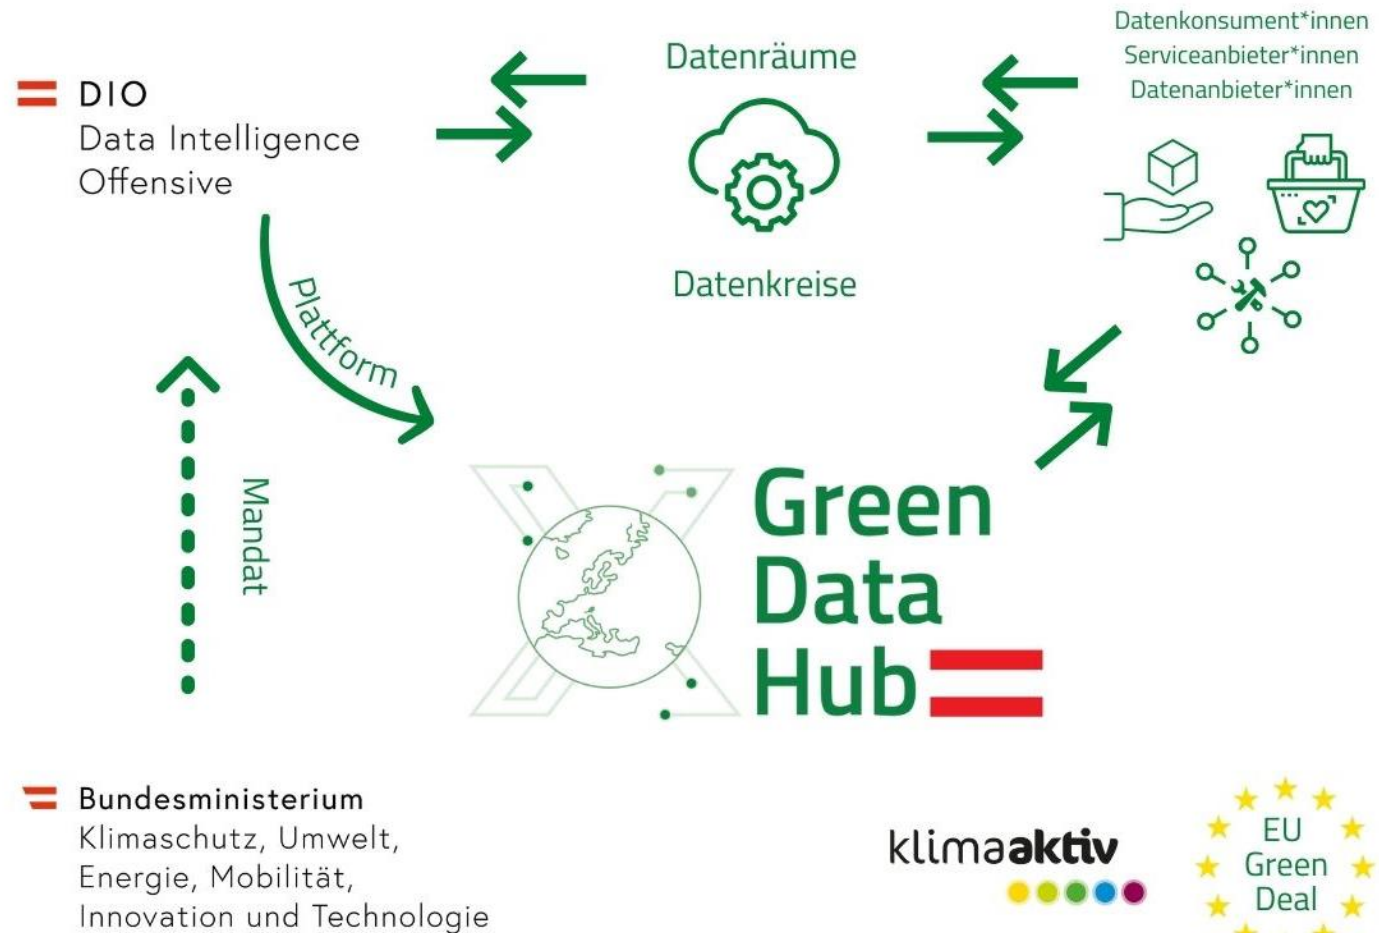 DIO
Data Intelligence
Offensive
Datenräume
Datenkreise
Datenkonsument*innen
Serviceanbieter*innen
Datenanbieter*innen
Plattform
Mandat
Green
Data
Hub
Bundesministerium
Klimaschutz, Umwelt,
Energie, Mobilität,
Innovation und Technologie
klimaaktiv
EU
Green
Deal